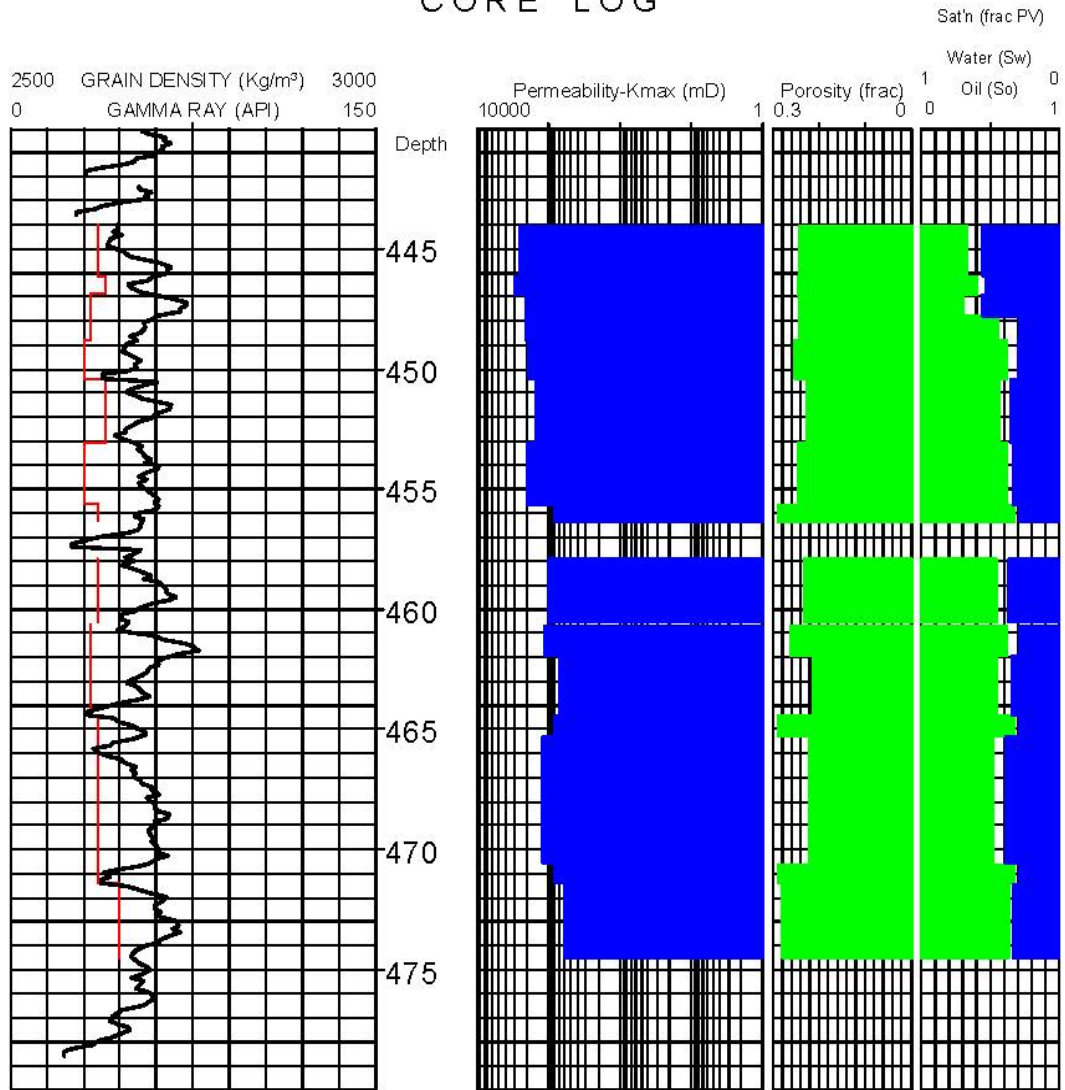 CORE LOG
Sat'n (frac PV)
Water (Sw)
1 0
2500 GRAIN DENSITY (Kg/m³) 3000
Permeability-Kmax (mD)
Porosity (frac)
Oil (So)
0 GAMMA RAY (API) 150
10000 1
0.3 0
0 1
Depth
445
450
455
460
465
470
475